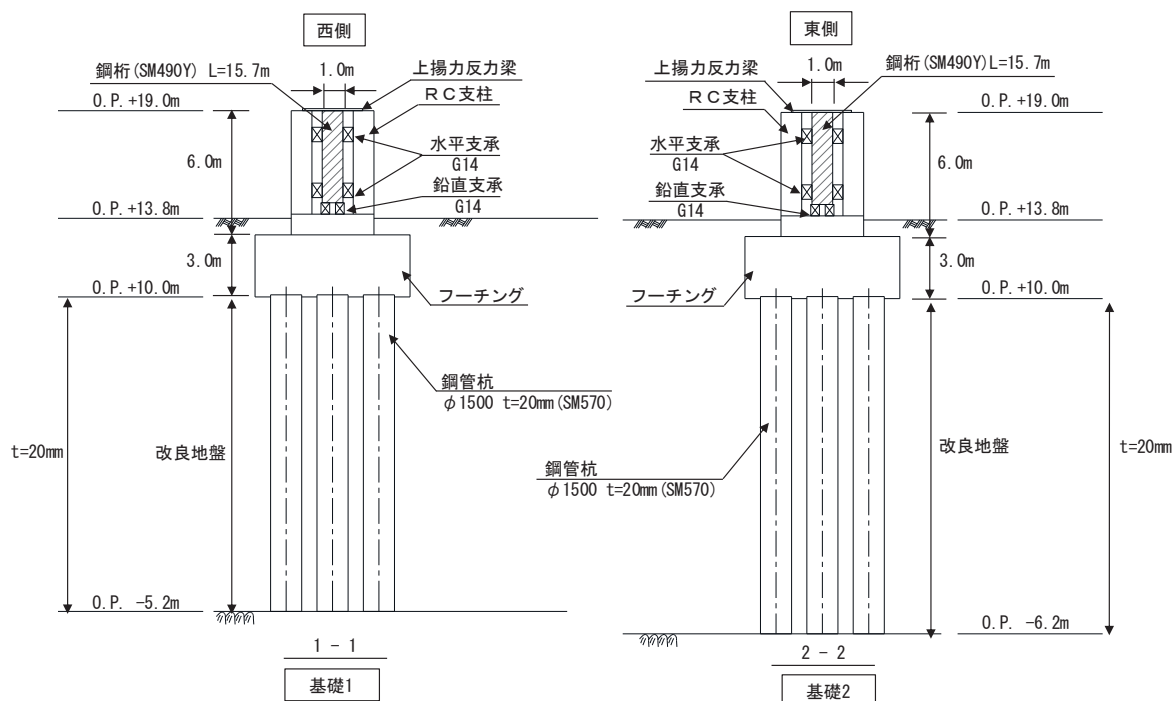 西側
鋼桁(SM490Y) L=15.7m
1.0m
上揚力反力梁
RC支柱
O.P. +19.0m
6.0m
水平支承
G14
鉛直支承
G14
O.P. +13.8m
3.0m
O.P. +10.0m
フーチング
鋼管杭
φ1500 t=20mm(SM570)
t=20mm
改良地盤
O.P. -5.2m
1 - 1
基礎1
東側
鋼桁(SM490Y)L=15.7m
1.0m
上揚力反力梁
RC支柱
O.P. +19.0m
水平支承
G14
6.0m
鉛直支承
G14
O.P. +13.8m
3.0m
フーチング
O.P. +10.0m
改良地盤
t=20mm
鋼管杭
φ1500 t=20mm(SM570)
O.P. -6.2m
2 - 2
基礎2